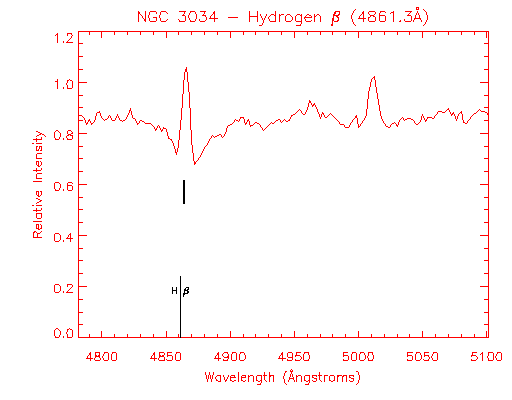 NGC 3034 – Hydrogen β (4861.3Å)
1.2
1.0
0.8
0.6
0.4
0.2
0.0
Relative Intensity
H β
4800 4850 4900 4950 5000 5050 5100
Wavelength (Ångstroms)